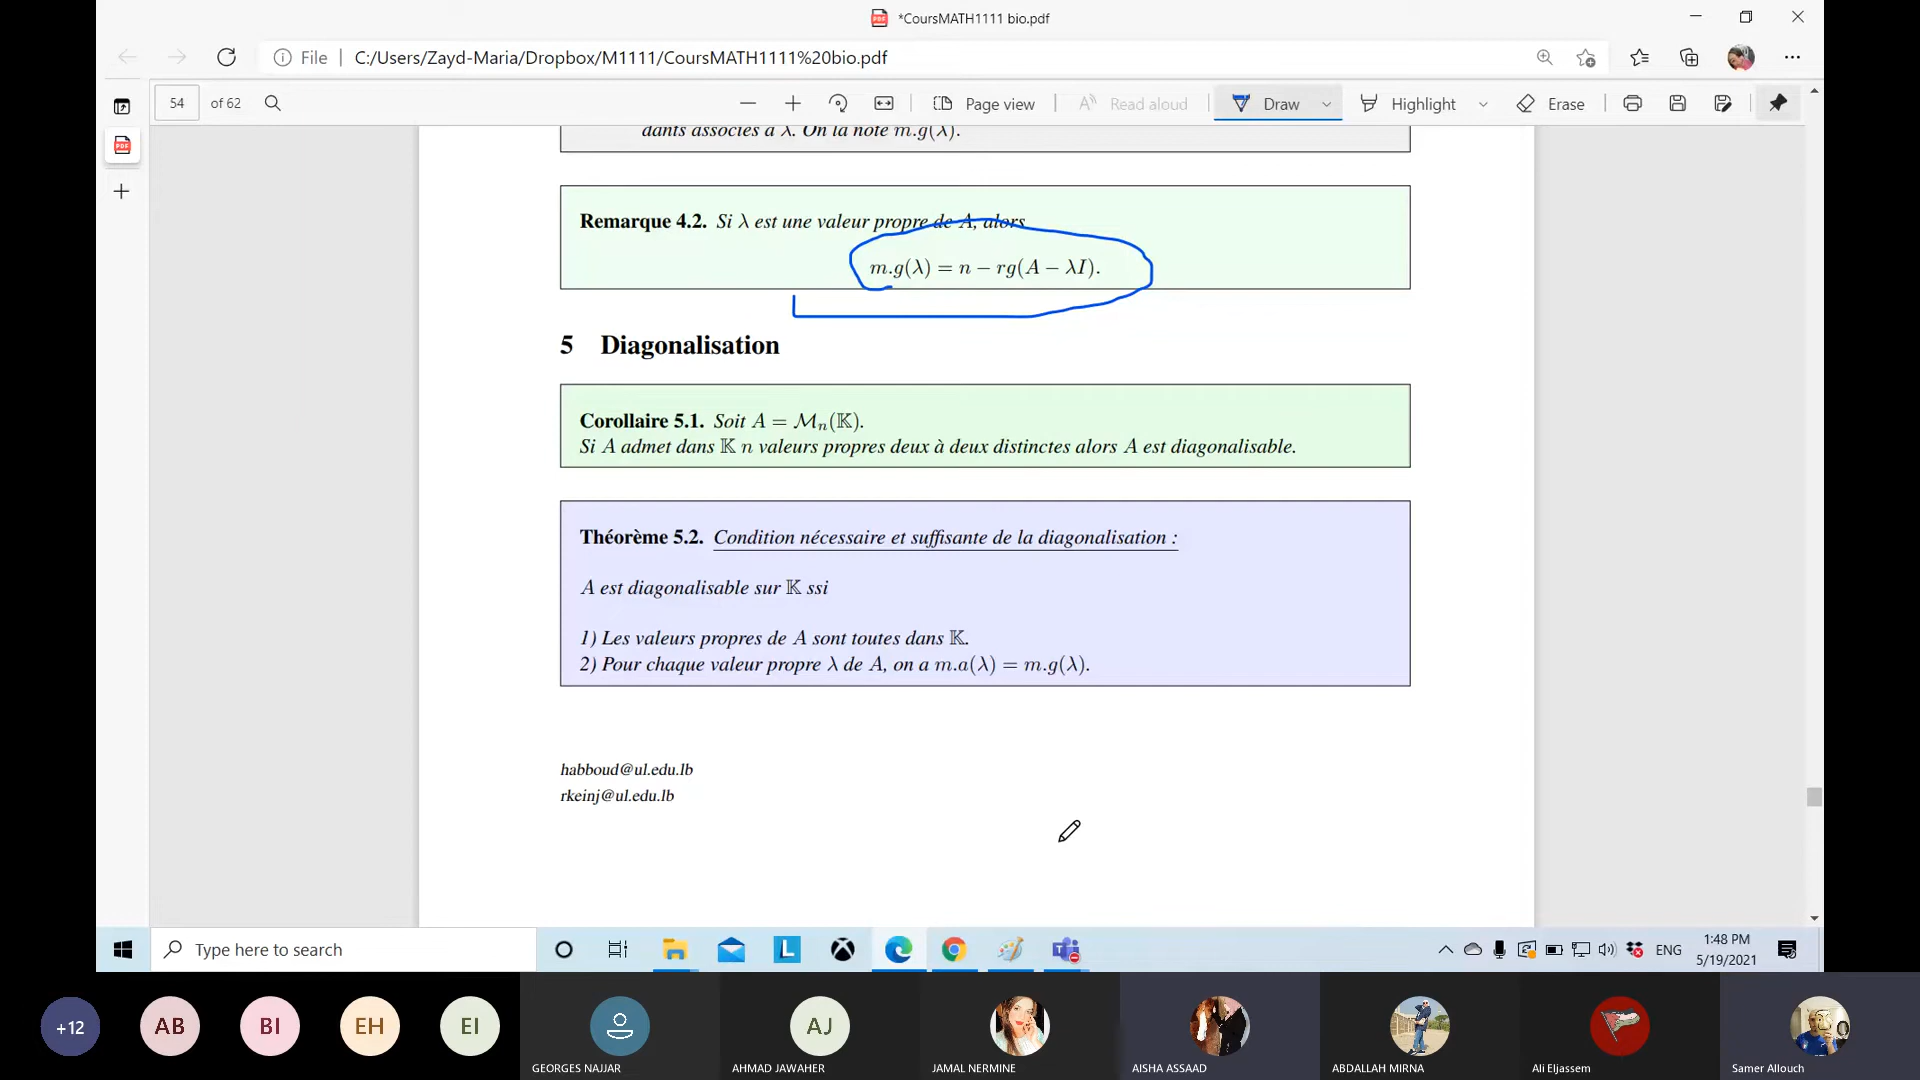 *CoursMATH1111 bio.pdf
File C:/Users/Zayd-Maria/Dropbox/M1111/CoursMATH1111%20bio.pdf
54 of 62 Page view Read aloud Draw Highlight Erase
dants associés à λ. On la note m.g(λ).
Remarque 4.2. Si λ est une valeur propre de A, alors
m.g(λ) = n − rg(A − λI).
5 Diagonalisation
Corollaire 5.1. Soit A = ℳₙ(𝕂).
Si A admet dans 𝕂 n valeurs propres deux à deux distinctes alors A est diagonalisable.
Théorème 5.2. Condition nécessaire et suffisante de la diagonalisation :
A est diagonalisable sur 𝕂 ssi
1) Les valeurs propres de A sont toutes dans 𝕂.
2) Pour chaque valeur propre λ de A, on a m.a(λ) = m.g(λ).
habboud@ul.edu.lb
rkeinj@ul.edu.lb
Type here to search
ENG
1:48 PM
5/19/2021
+12 AB BI EH EI AJ
GEORGES NAJJAR AHMAD JAWAHER JAMAL NERMINE AISHA ASSAAD ABDALLAH MIRNA Ali Eljassem Samer Allouch